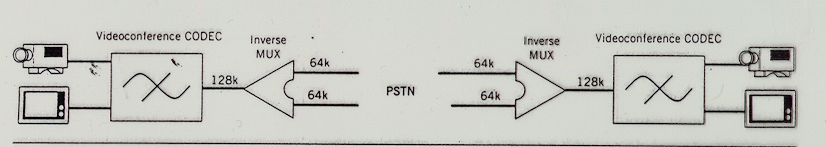 Videoconference CODEC
Inverse
MUX
64k
128k
64k
PSTN
Inverse
MUX
64k
128k
64k
Videoconference CODEC